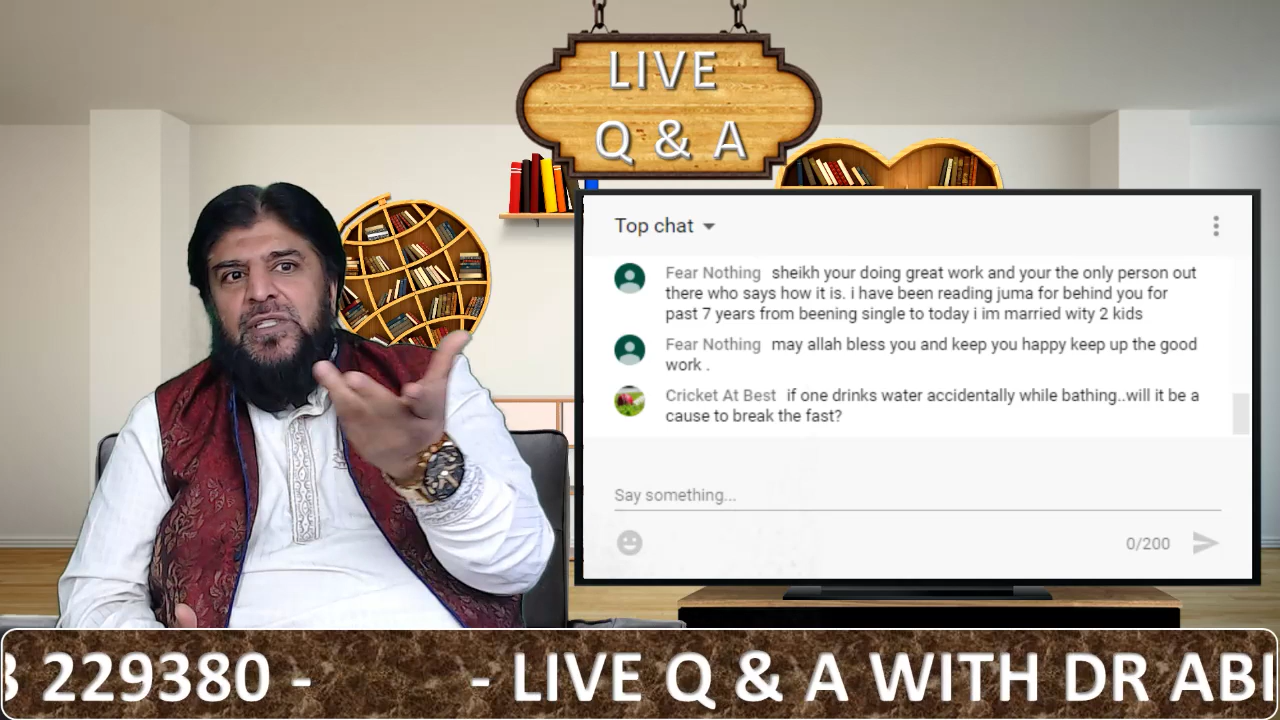 LIVE
Q & A
Top chat
Fear Nothing sheikh your doing great work and your the only person out
there who says how it is. i have been reading juma for behind you for
past 7 years from beening single to today i im married wity 2 kids
Fear Nothing may allah bless you and keep you happy keep up the good
work .
Cricket At Best if one drinks water accidentally while bathing..will it be a
cause to break the fast?
Say something...
0/200
229380 - - LIVE Q & A WITH DR ABI